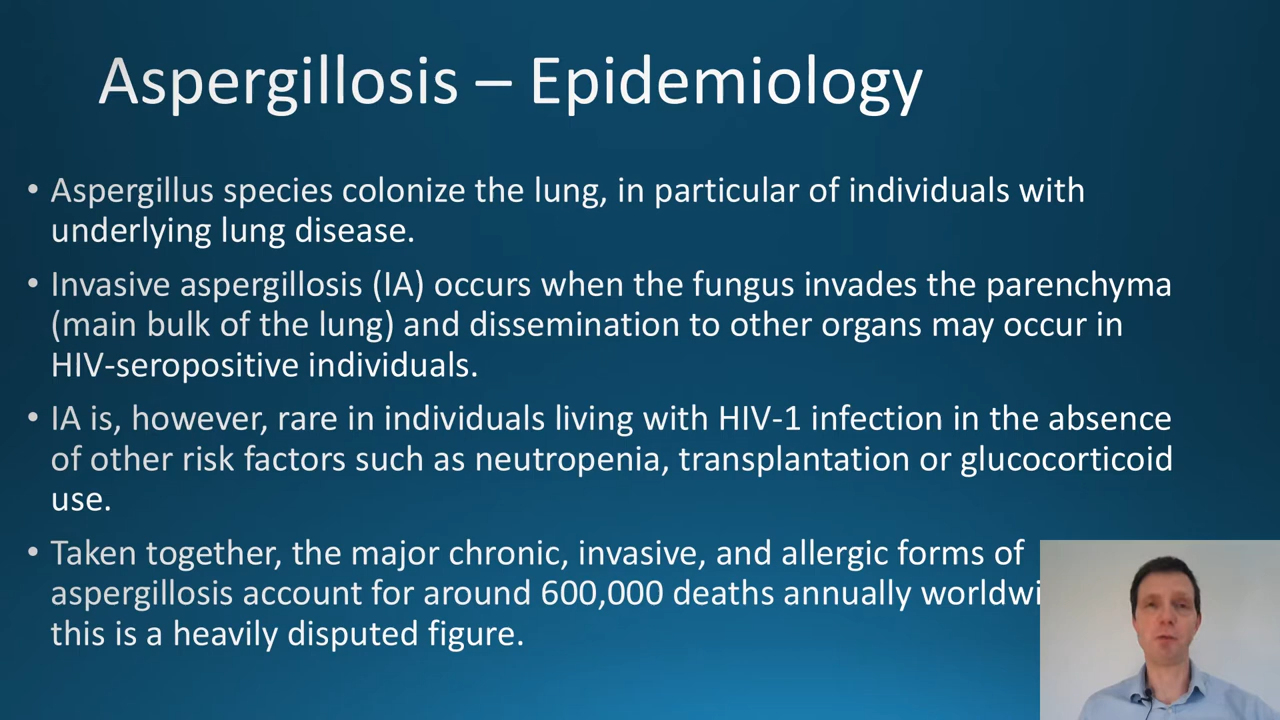 Aspergillosis – Epidemiology
• Aspergillus species colonize the lung, in particular of individuals with
underlying lung disease.
• Invasive aspergillosis (IA) occurs when the fungus invades the parenchyma
(main bulk of the lung) and dissemination to other organs may occur in
HIV-seropositive individuals.
• IA is, however, rare in individuals living with HIV-1 infection in the absence
of other risk factors such as neutropenia, transplantation or glucocorticoid
use.
• Taken together, the major chronic, invasive, and allergic forms of
aspergillosis account for around 600,000 deaths annually
this is a heavily disputed figure.